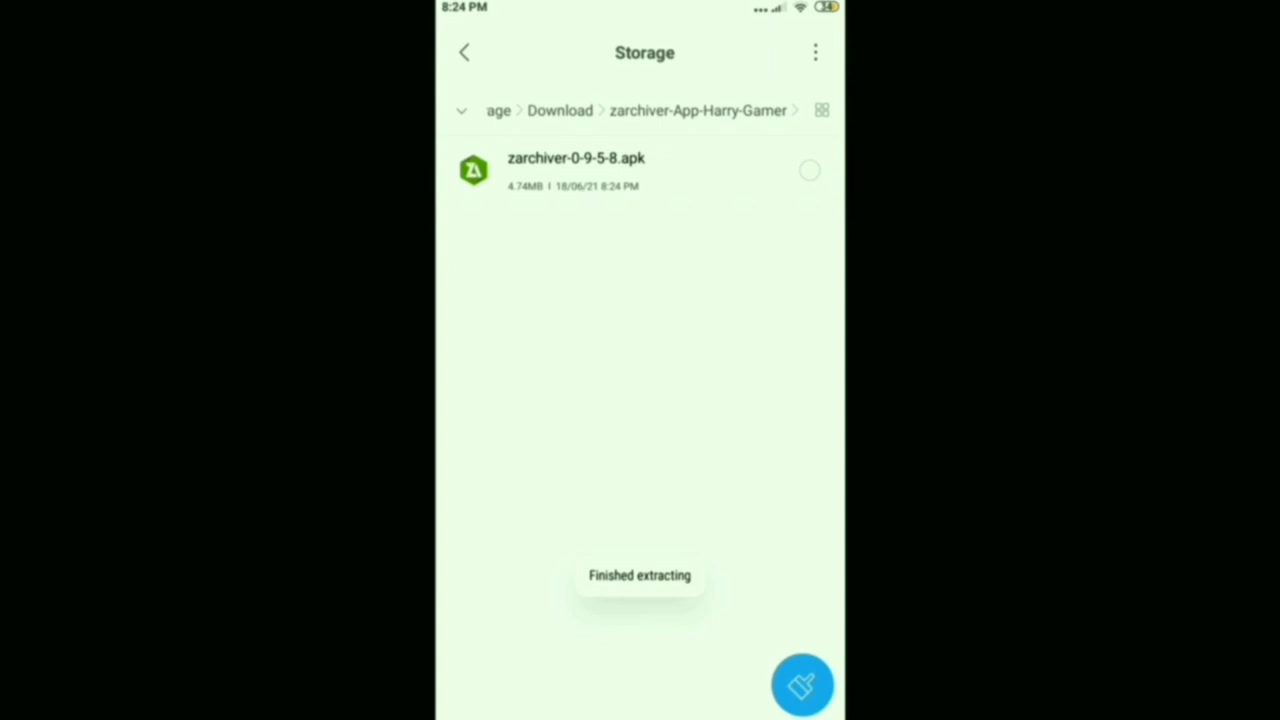 8:24 PM
34
Storage
age
Download
zarchiver-App-Harry-Gamer
zarchiver-0-9-5-8.apk
4.74MB | 18/06/21 8:24 PM
Finished extracting